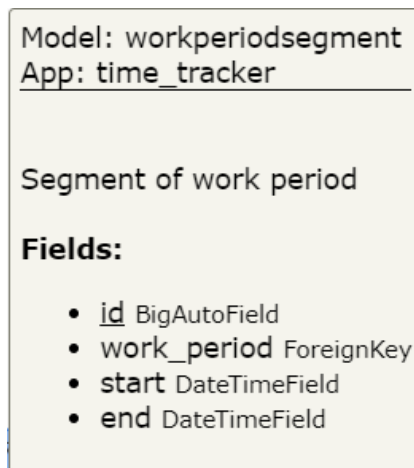 Model: workperiodsegment
App: time_tracker
Segment of work period
Fields:
• id BigAutoField
• work_period ForeignKey
• start DateTimeField
• end DateTimeField